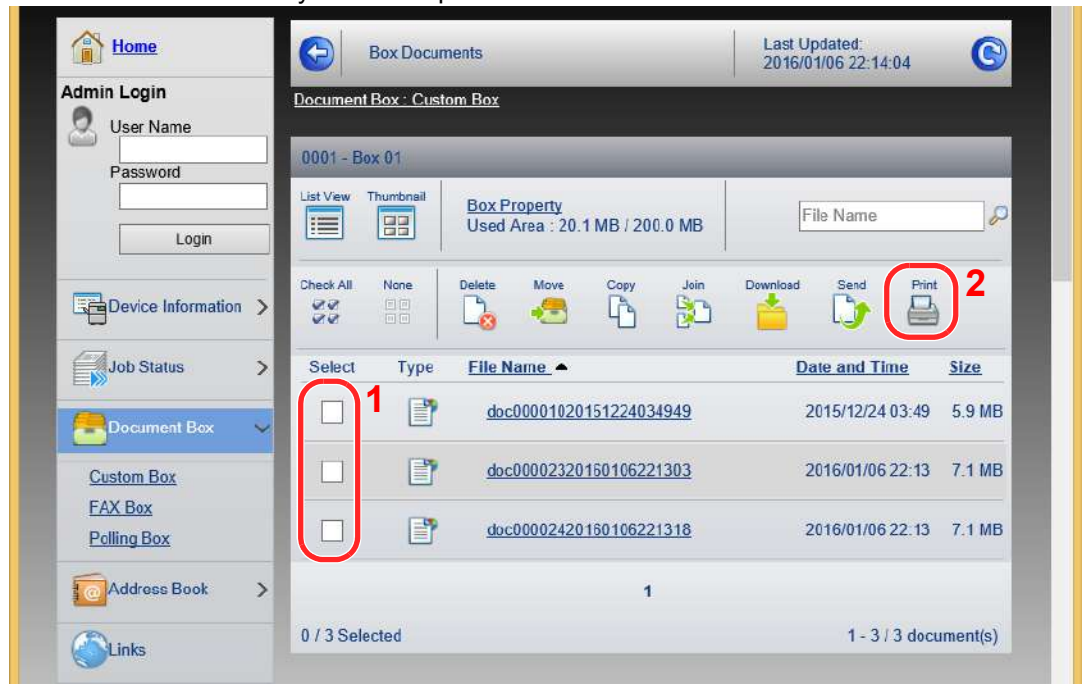 Home
Admin Login
User Name
Password
Login
Device Information
Job Status
Document Box
Custom Box
FAX Box
Polling Box
Address Book
Links
Box Documents
Last Updated:
2016/01/06 22:14:04
Document Box : Custom Box
0001 - Box 01
List View Thumbnail
Box Property
Used Area : 20.1 MB / 200.0 MB
File Name
Check All None Delete Move Copy Join Download Send Print
2
Select Type File Name Date and Time Size
1
doc00001020151224034949 2015/12/24 03:49 5.9 MB
doc00002320160106221303 2016/01/06 22:13 7.1 MB
doc00002420160106221318 2016/01/06 22:13 7.1 MB
1
0 / 3 Selected 1 - 3 / 3 document(s)